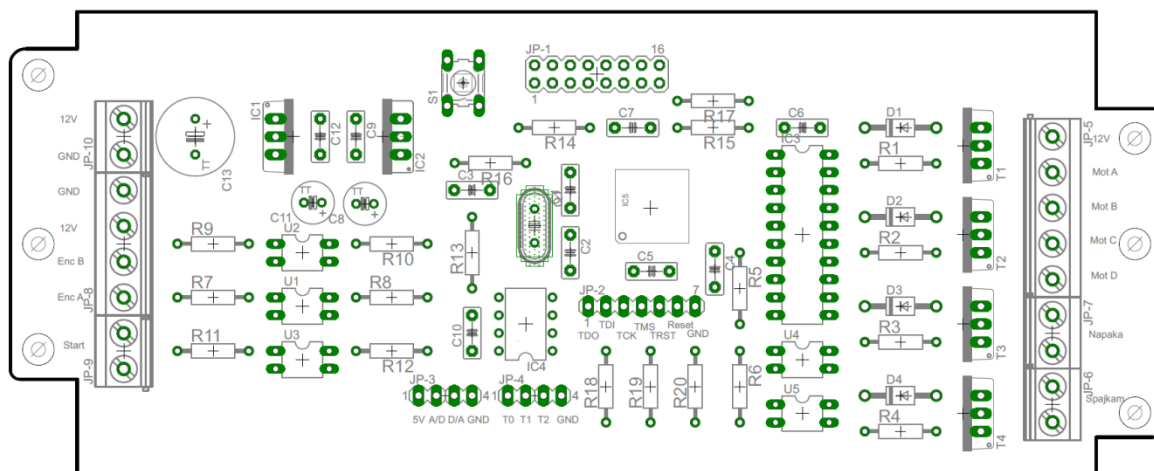 JP-1
16
1
S1
IC1
C12
C9
IC2
TT
+
C13
12V
GND
JP-10
GND
12V
Enc B
Enc A
JP-8
Start
JP-9
R17
R14
C7
R15
C6
IC3
D1
R1
T1
JP-5
12V
Mot A
Mot B
Mot C
Mot D
R16
C3
IC5
TT
+
C11
TT
+
C8
D2
R2
T2
R9
U2
R10
R13
C2
C5
C4
R5
R7
U1
R8
JP-2
7
1
TDO
TDI
TCK
TMS
TRST
Reset
GND
D3
R3
T3
JP-7
Napaka
R11
U3
R12
C10
IC4
U4
JP-6
Spajkam
R18
R19
R20
R6
U5
D4
R4
T4
JP-3
1
4
5V A/D D/A GND
JP-4
1
4
T0 T1 T2 GND